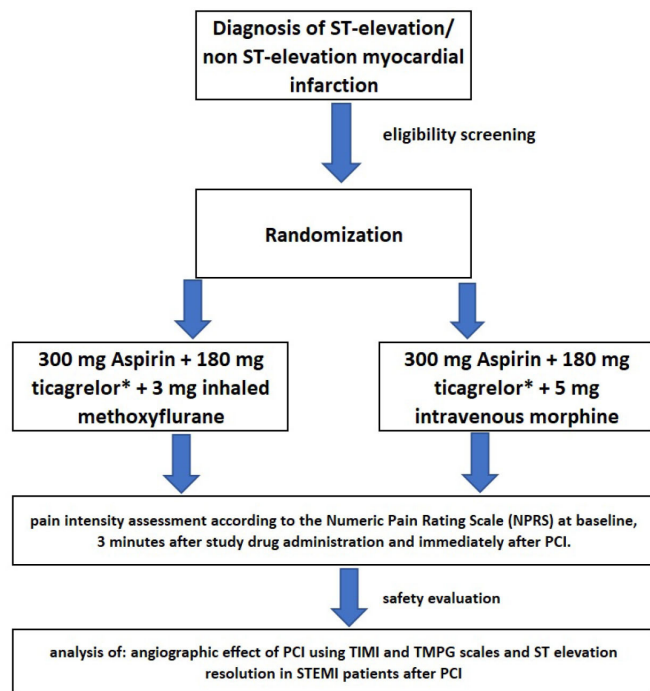 Diagnosis of ST-elevation/
non ST-elevation myocardial
infarction
eligibility screening
Randomization
300 mg Aspirin + 180 mg
ticagrelor* + 3 mg inhaled
methoxyflurane
300 mg Aspirin + 180 mg
ticagrelor* + 5 mg
intravenous morphine
pain intensity assessment according to the Numeric Pain Rating Scale (NPRS) at baseline,
3 minutes after study drug administration and immediately after PCI.
safety evaluation
analysis of: angiographic effect of PCI using TIMI and TMPG scales and ST elevation
resolution in STEMI patients after PCI